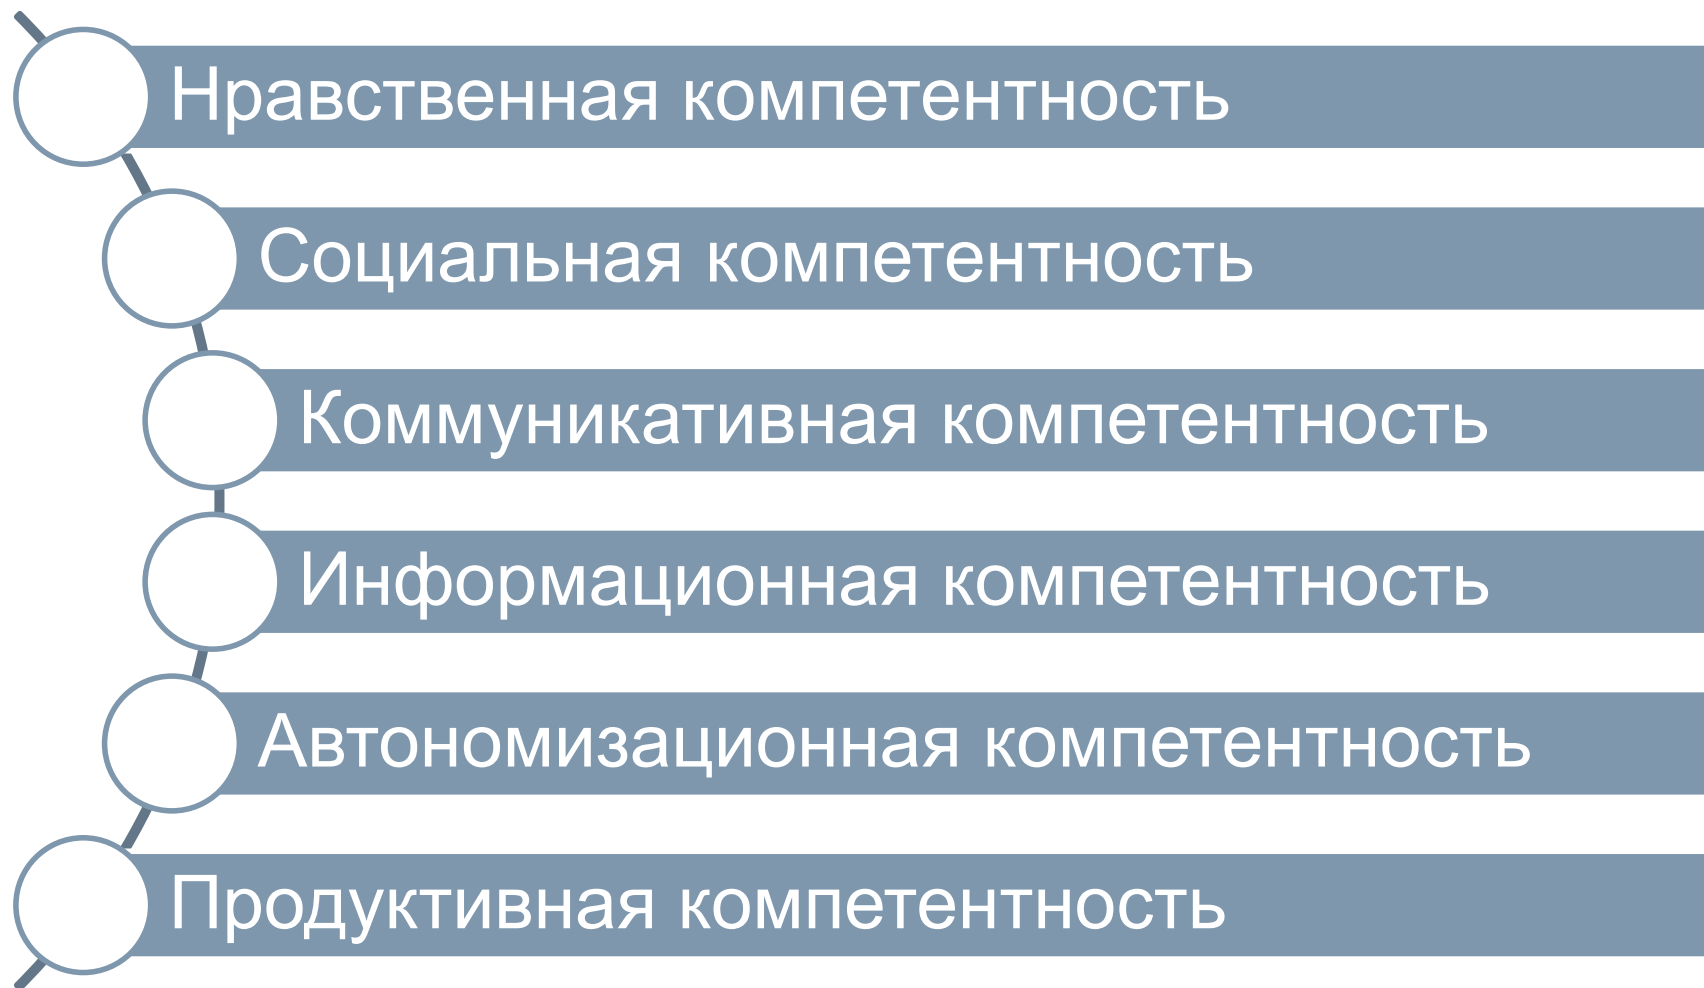 Нравственная компетентность
Социальная компетентность
Коммуникативная компетентность
Информационная компетентность
Автономизационная компетентность
Продуктивная компетентность